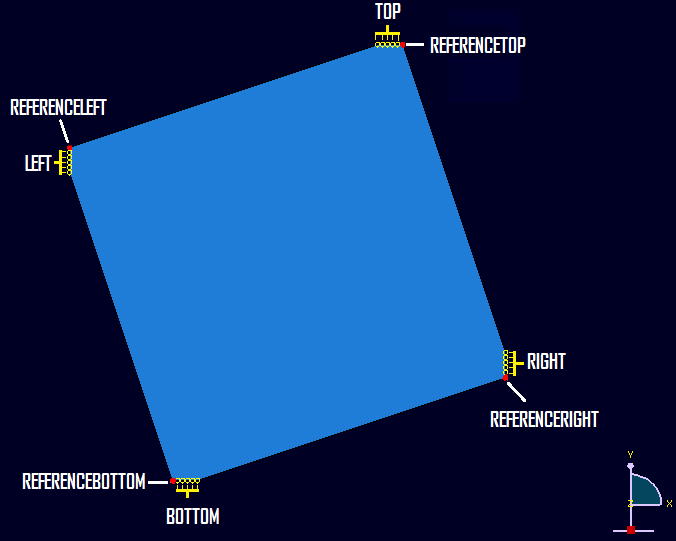 TOP
REFERENCETOP
REFERENCELEFT
LEFT
RIGHT
REFERENCERIGHT
REFERENCEBOTTOM
BOTTOM
Y
Z
X